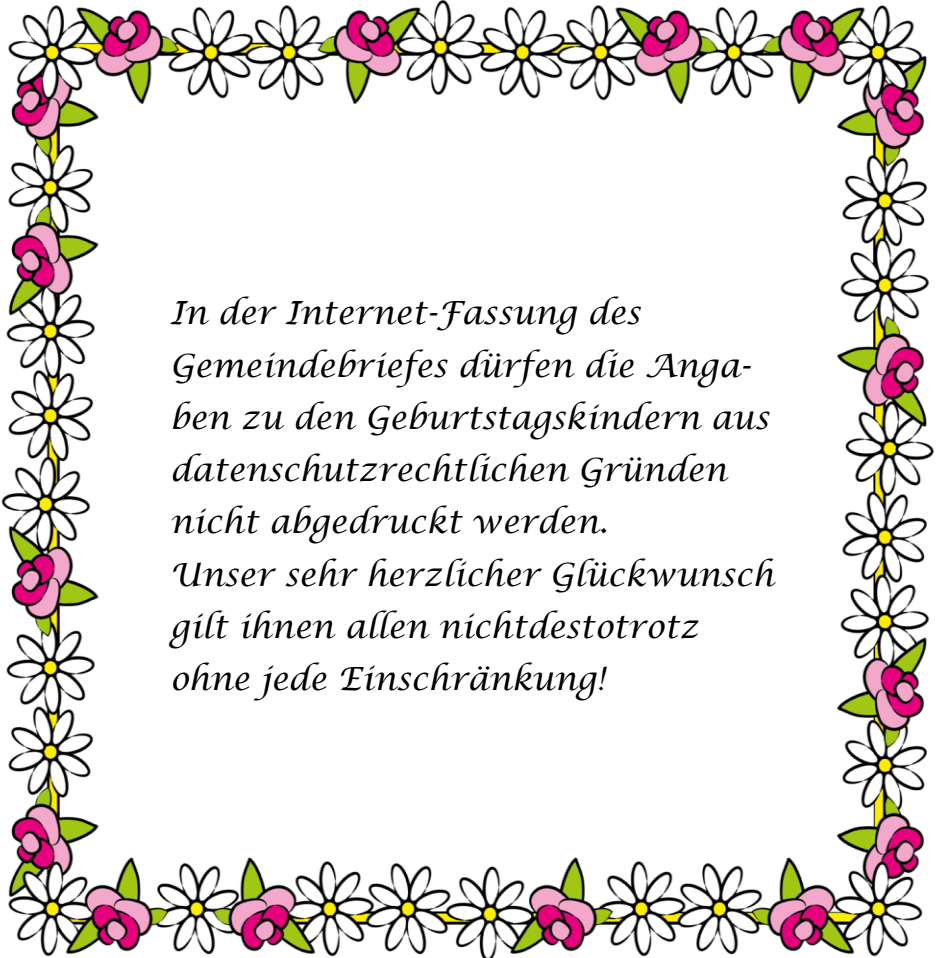 In der Internet-Fassung des
Gemeindebriefes dürfen die Anga-
ben zu den Geburtstagskindern aus
datenschutzrechtlichen Gründen
nicht abgedruckt werden.
Unser sehr herzlicher Glückwunsch
gilt ihnen allen nichtdestotrotz
ohne jede Einschränkung!